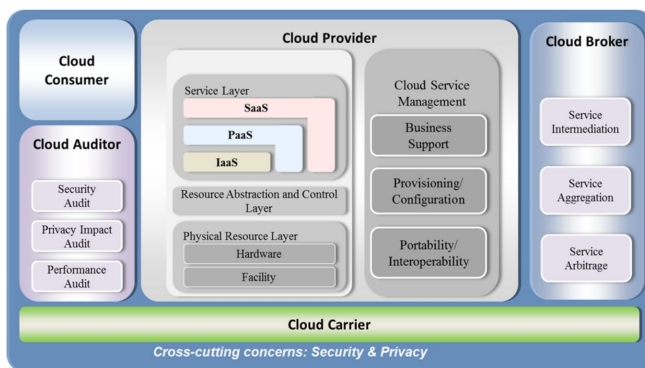 Cloud
Consumer
Cloud Auditor
Security
Audit
Privacy Impact
Audit
Performance
Audit
Cloud Provider
Service Layer
SaaS
PaaS
IaaS
Resource Abstraction and Control
Layer
Physical Resource Layer
Hardware
Facility
Cloud Service
Management
Business
Support
Provisioning/
Configuration
Portability/
Interoperability
Cloud Broker
Service
Intermediation
Service
Aggregation
Service
Arbitrage
Cloud Carrier
Cross-cutting concerns: Security & Privacy